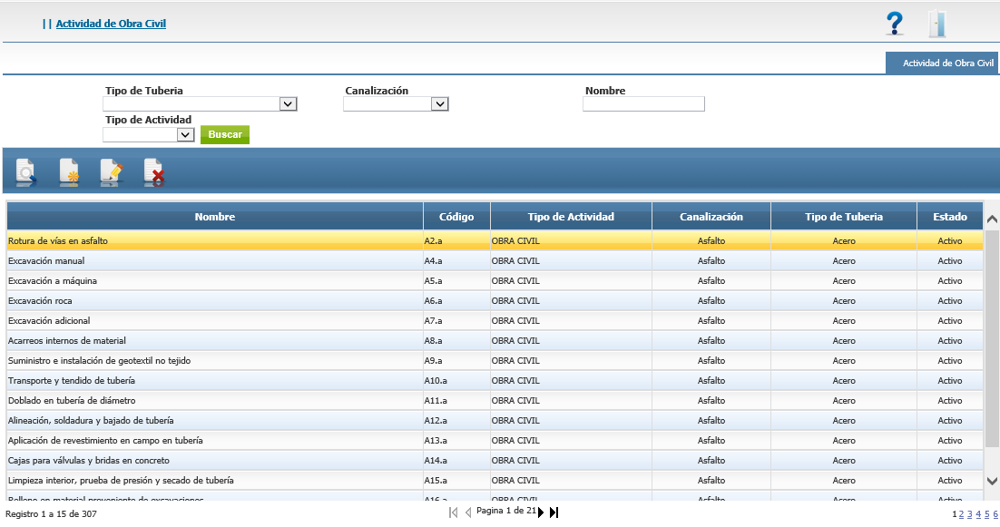 || Actividad de Obra Civil
Actividad de Obra Civil
Tipo de Tuberia Canalización Nombre
Tipo de Actividad
Buscar
Nombre Código Tipo de Actividad Canalización Tipo de Tuberia Estado
Rotura de vías en asfalto A2.a OBRA CIVIL Asfalto Acero Activo
Excavación manual A4.a OBRA CIVIL Asfalto Acero Activo
Excavación a máquina A5.a OBRA CIVIL Asfalto Acero Activo
Excavación roca A6.a OBRA CIVIL Asfalto Acero Activo
Excavación adicional A7.a OBRA CIVIL Asfalto Acero Activo
Acarreos internos de material A8.a OBRA CIVIL Asfalto Acero Activo
Suministro e instalación de geotextil no tejido A9.a OBRA CIVIL Asfalto Acero Activo
Transporte y tendido de tubería A10.a OBRA CIVIL Asfalto Acero Activo
Doblado en tubería de diámetro A11.a OBRA CIVIL Asfalto Acero Activo
Alineación, soldadura y bajado de tubería A12.a OBRA CIVIL Asfalto Acero Activo
Aplicación de revestimiento en campo en tubería A13.a OBRA CIVIL Asfalto Acero Activo
Cajas para válvulas y bridas en concreto A14.a OBRA CIVIL Asfalto Acero Activo
Limpieza interior, prueba de presión y secado de tubería A15.a OBRA CIVIL Asfalto Acero Activo
Relleno en material proveniente de excavaciones A16.a OBRA CIVIL Asfalto Acero Activo
Registro 1 a 15 de 307 Pagina 1 de 21 1 2 3 4 5 6